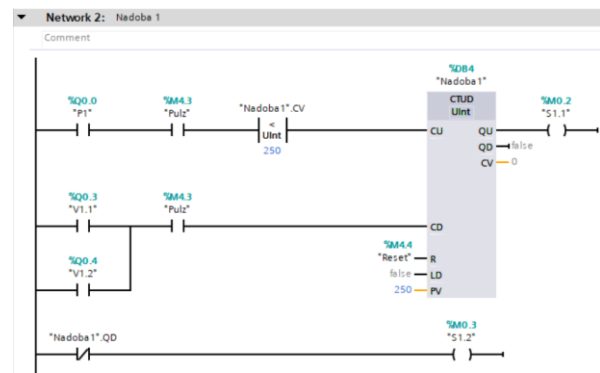 Network 2: Nadoba 1
Comment
%DB4
"Nadoba1"
%Q0.0
"P1"
%M4.3
"Pulz"
"Nadoba1".CV
<
UInt
250
CTUD
UInt
%M0.2
"S1.1"
CU
QU
QD
false
CV
0
%Q0.3
"V1.1"
%M4.3
"Pulz"
CD
%Q0.4
"V1.2"
%M4.4
"Reset"
R
false
LD
250
PV
"Nadoba1".QD
%M0.3
"S1.2"